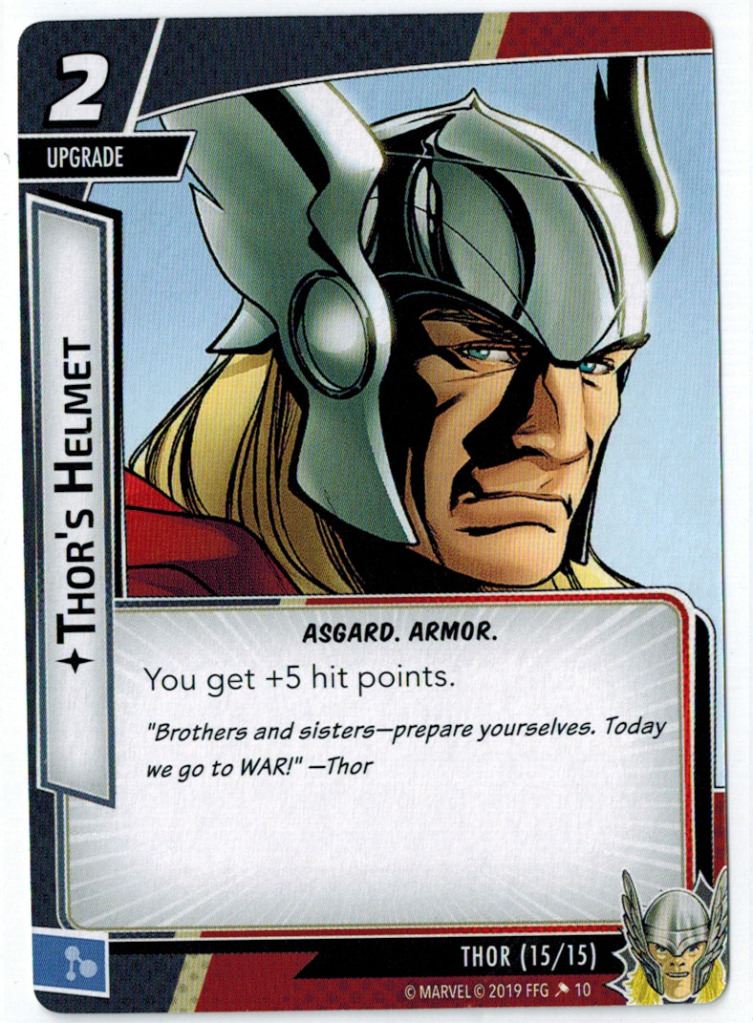 2
UPGRADE
THOR'S HELMET
ASGARD. ARMOR.
You get +5 hit points.
"Brothers and sisters—prepare yourselves. Today
we go to WAR!" —Thor
THOR (15/15)
© MARVEL © 2019 FFG 10